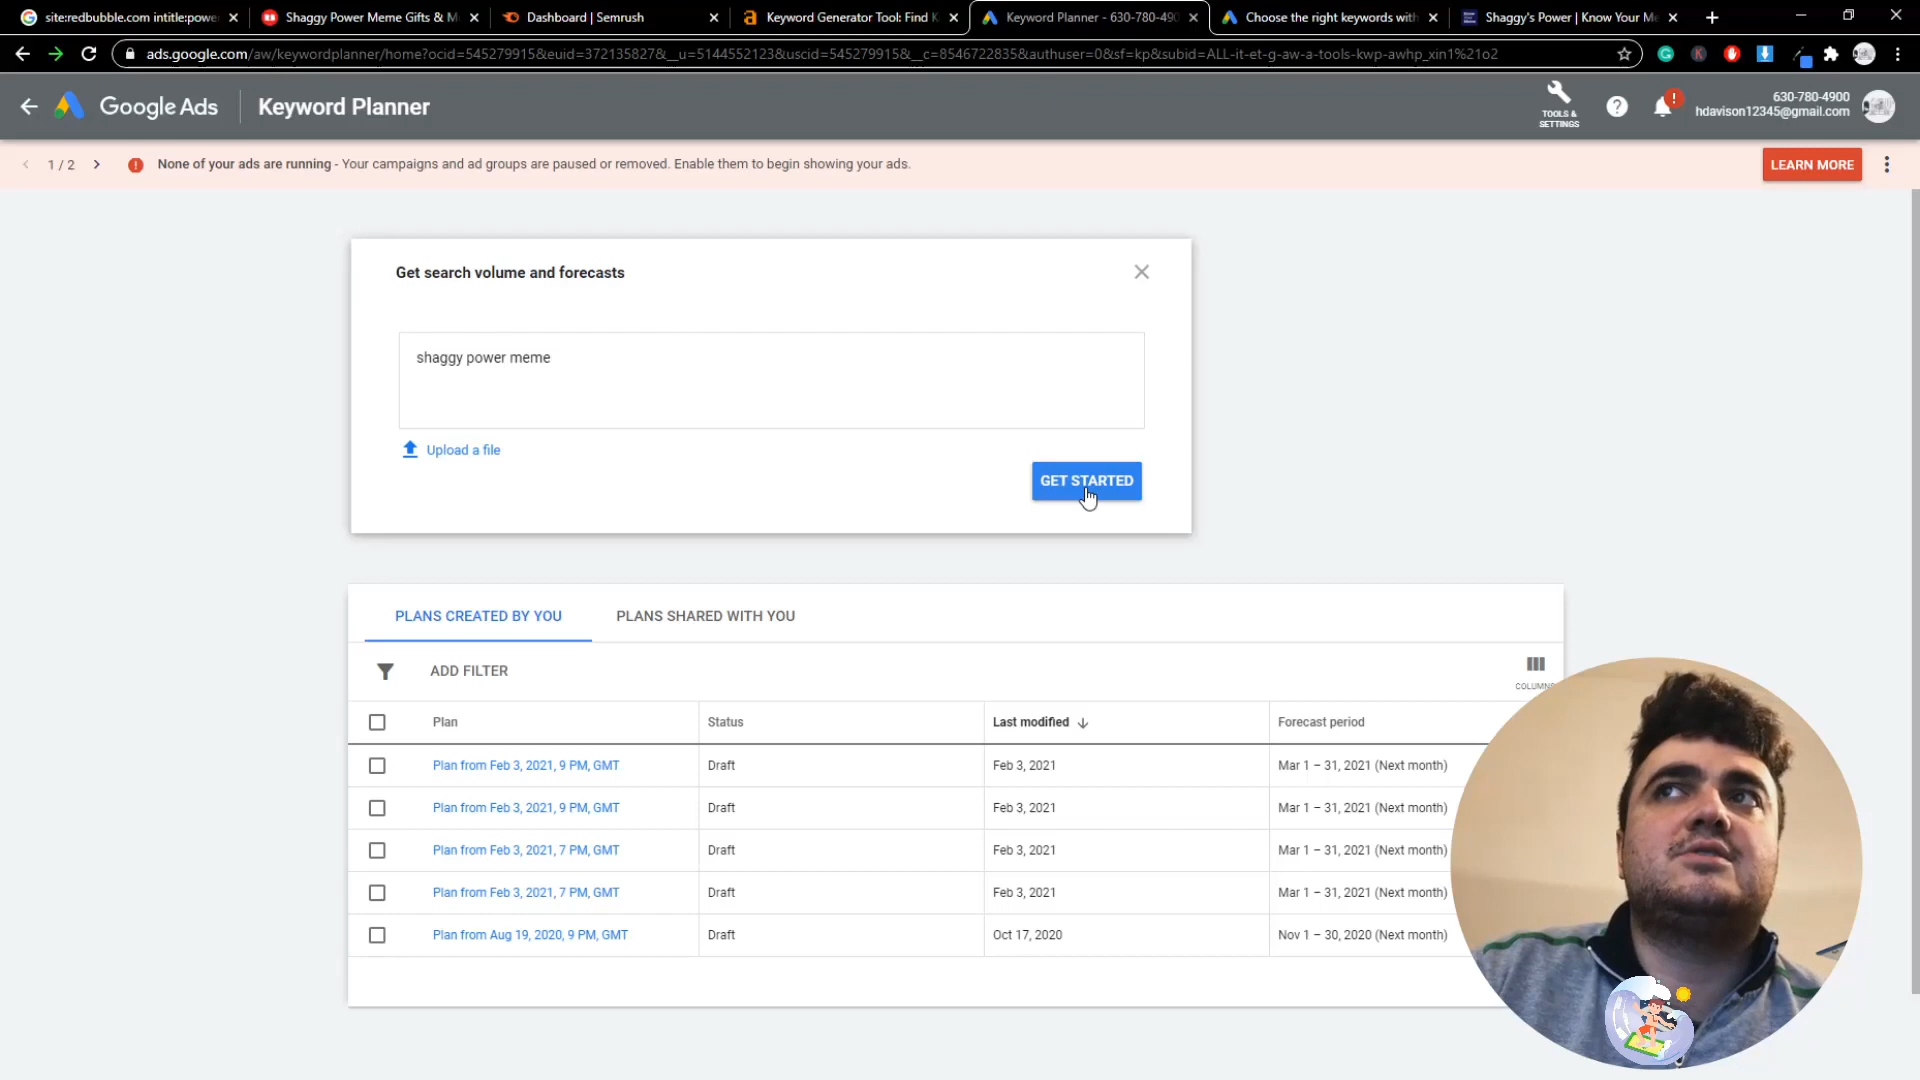 site:redbubble.com intitle:powe
Shaggy Power Meme Gifts & M
Dashboard | Semrush
Keyword Generator Tool: Find K
Keyword Planner - 630-780-490
Choose the right keywords with
Shaggy's Power | Know Your Me
ads.google.com/aw/keywordplanner/home?ocid=545279915&euid=372135827&__u=5144552123&uscid=545279915&__c=8546722835&authuser=0&sf=kp&subid=ALL-it-et-g-aw-a-tools-kwp-awhp_xin1%21o2
Google Ads
Keyword Planner
TOOLS &
SETTINGS
630-780-4900
hdavison12345@gmail.com
1 / 2
None of your ads are running - Your campaigns and ad groups are paused or removed. Enable them to begin showing your ads.
LEARN MORE
Get search volume and forecasts
shaggy power meme
Upload a file
GET STARTED
PLANS CREATED BY YOU
PLANS SHARED WITH YOU
ADD FILTER
COLUMNS
Plan Status Last modified Forecast period
Plan from Feb 3, 2021, 9 PM, GMT Draft Feb 3, 2021 Mar 1 – 31, 2021 (Next month)
Plan from Feb 3, 2021, 9 PM, GMT Draft Feb 3, 2021 Mar 1 – 31, 2021 (Next month)
Plan from Feb 3, 2021, 7 PM, GMT Draft Feb 3, 2021 Mar 1 – 31, 2021 (Next month)
Plan from Feb 3, 2021, 7 PM, GMT Draft Feb 3, 2021 Mar 1 – 31, 2021 (Next month)
Plan from Aug 19, 2020, 9 PM, GMT Draft Oct 17, 2020 Nov 1 – 30, 2020 (Next month)